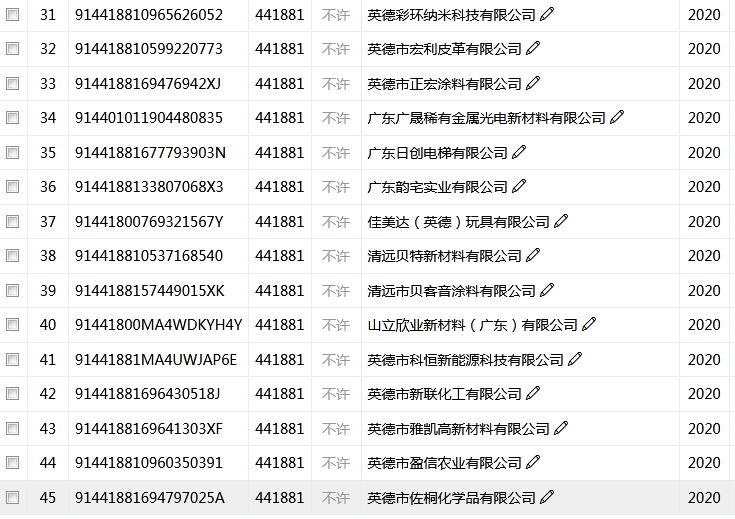 31 914418810965626052 441881 不许 英德彩环纳米科技有限公司 2020
32 914418810599220773 441881 不许 英德市宏利皮革有限公司 2020
33 9144188169476942XJ 441881 不许 英德市正宏涂料有限公司 2020
34 914401011904480835 441881 不许 广东广晟稀有金属光电新材料有限公司 2020
35 91441881677793903N 441881 不许 广东日创电梯有限公司 2020
36 9144188133807068X3 441881 不许 广东韵宅实业有限公司 2020
37 91441800769321567Y 441881 不许 佳美达（英德）玩具有限公司 2020
38 914418810537168540 441881 不许 清远贝特新材料有限公司 2020
39 9144188157449015XK 441881 不许 清远市贝客音涂料有限公司 2020
40 91441800MA4WDKYH4Y 441881 不许 山立欣业新材料（广东）有限公司 2020
41 91441881MA4UWJAP6E 441881 不许 英德市科恒新能源科技有限公司 2020
42 91441881696430518J 441881 不许 英德市新联化工有限公司 2020
43 9144188169641303XF 441881 不许 英德市雅凯高新材料有限公司 2020
44 914418810960350391 441881 不许 英德市盈信农业有限公司 2020
45 91441881694797025A 441881 不许 英德市佐桐化学品有限公司 2020